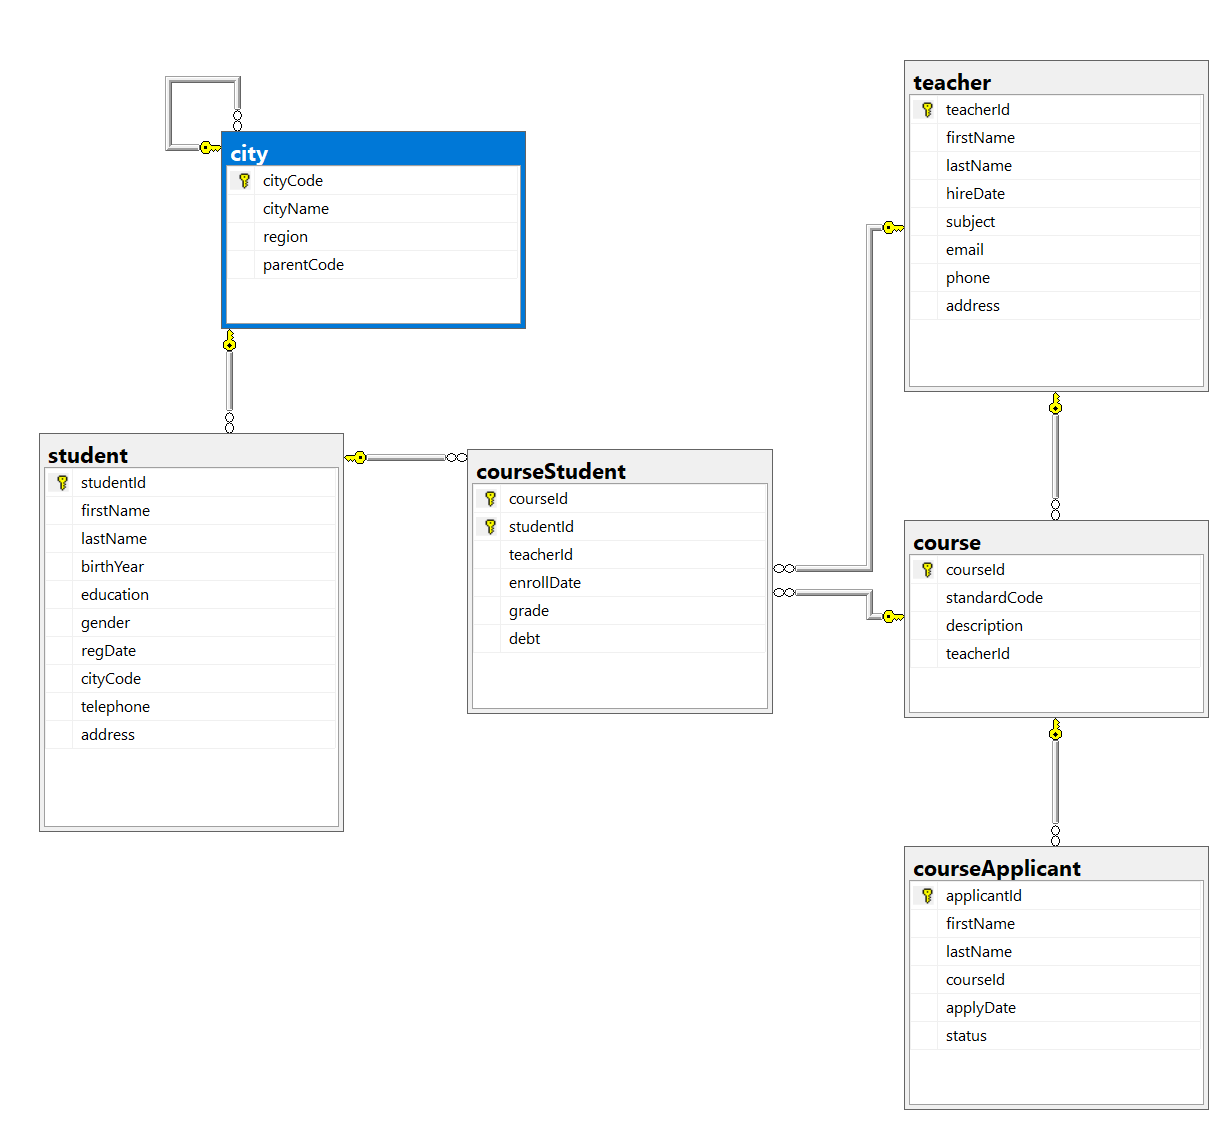 city
cityCode
cityName
region
parentCode
student
studentId
firstName
lastName
birthYear
education
gender
regDate
cityCode
telephone
address
courseStudent
courseId
studentId
teacherId
enrollDate
grade
debt
teacher
teacherId
firstName
lastName
hireDate
subject
email
phone
address
course
courseId
standardCode
description
teacherId
courseApplicant
applicantId
firstName
lastName
courseId
applyDate
status